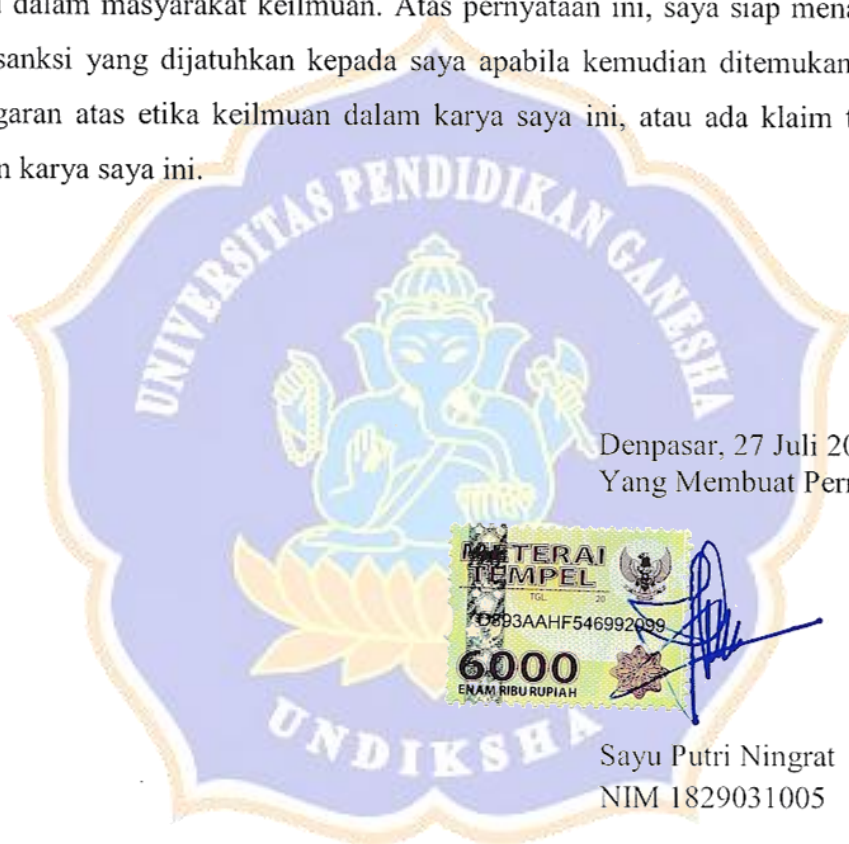 dalam masyarakat keilmuan. Atas pernyataan ini, saya siap
sanksi yang dijatuhkan kepada saya apabila kemudian ditemukan
garan atas etika keilmuan dalam karya saya ini, atau ada klaim
karya saya ini.
UNIVERSITAS PENDIDIKAN GANESHA
Denpasar, 27 Juli 20
Yang Membuat Per
METERAI
TEMPEL
TGL. 20
D893AAHF546992099
6000
ENAM RIBU RUPIAH
UNDIKSHA
Sayu Putri Ningrat
NIM 1829031005